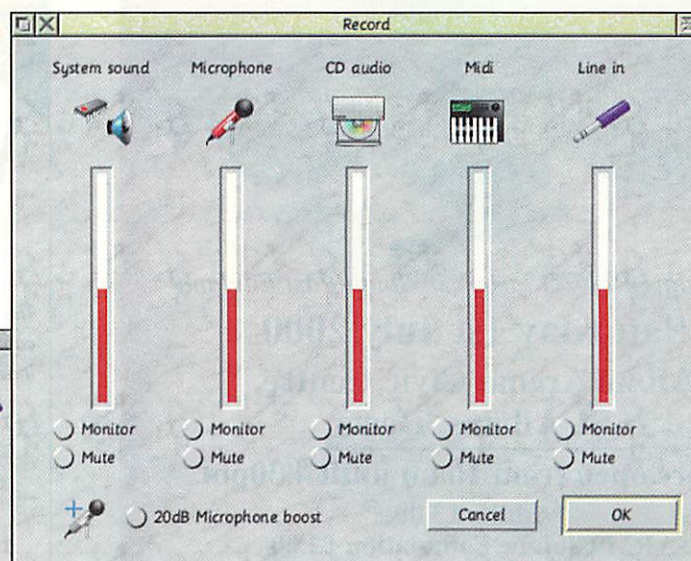 Record
System sound Microphone CD audio Midi Line in
Monitor Monitor Monitor Monitor Monitor
Mute Mute Mute Mute Mute
20dB Microphone boost Cancel OK